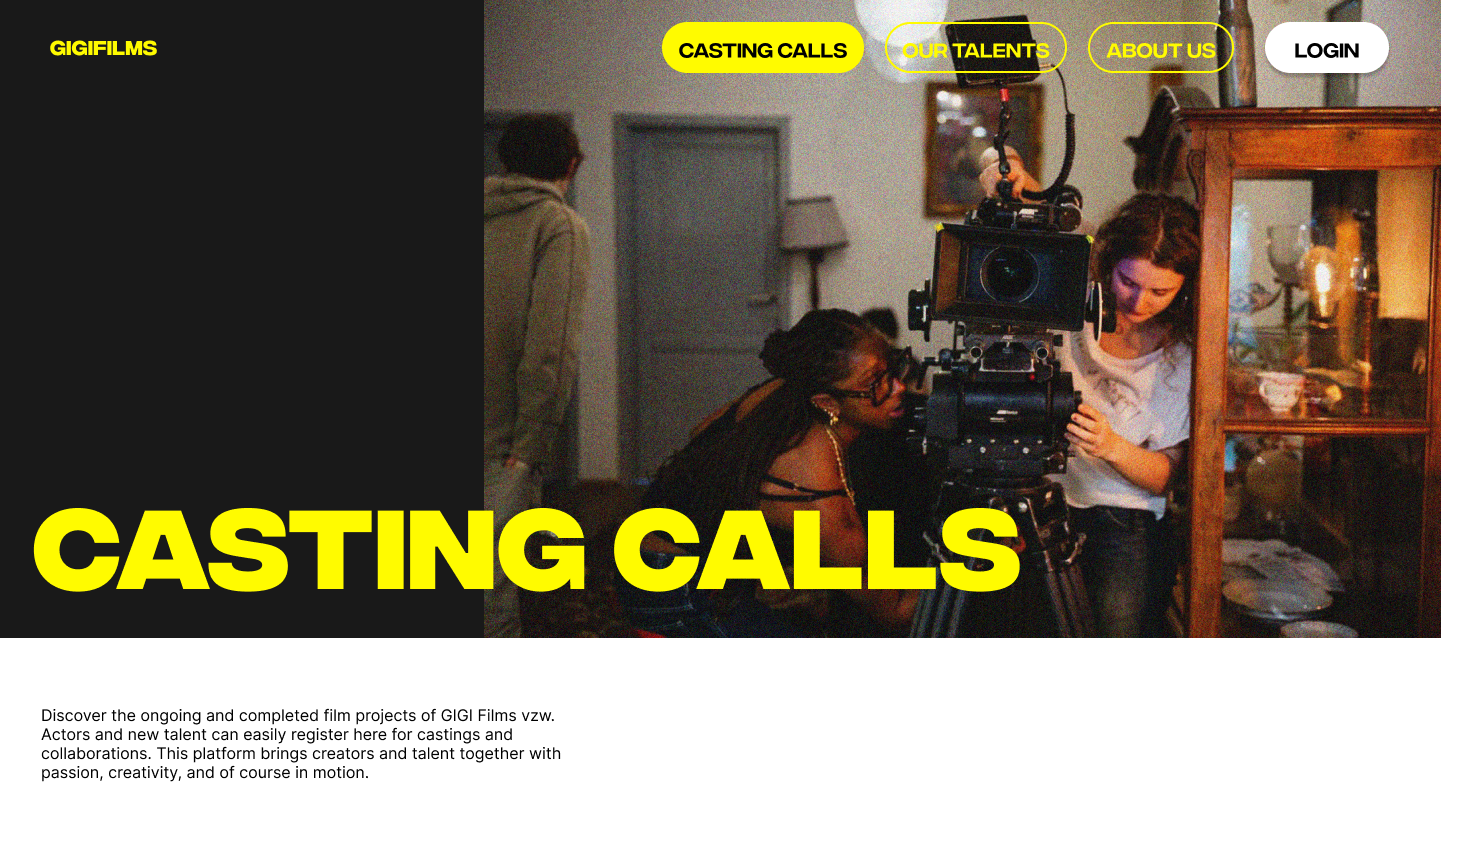 GIGIFILMS
CASTING CALLS
OUR TALENTS
ABOUT US
LOGIN
CASTING CALLS
Discover the ongoing and completed film projects of GIGI Films vzw.
Actors and new talent can easily register here for castings and
collaborations. This platform brings creators and talent together with
passion, creativity, and of course in motion.